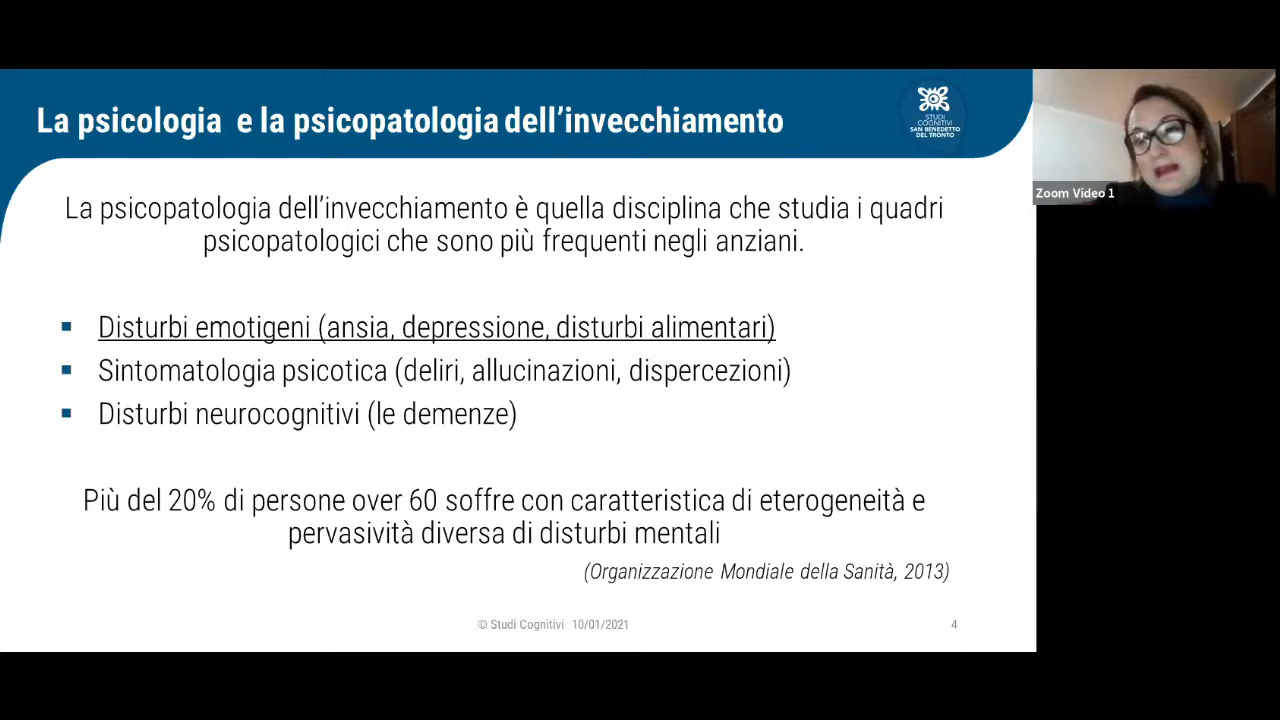 La psicologia e la psicopatologia dell'invecchiamento
STUDI
COGNITIVI
SAN BENEDETTO
DEL TRONTO
Zoom Video 1
La psicopatologia dell'invecchiamento è quella disciplina che studia i quadri
psicopatologici che sono più frequenti negli anziani.
Disturbi emotigeni (ansia, depressione, disturbi alimentari)
Sintomatologia psicotica (deliri, allucinazioni, dispercezioni)
Disturbi neurocognitivi (le demenze)
Più del 20% di persone over 60 soffre con caratteristica di eterogeneità e
pervasività diversa di disturbi mentali
(Organizzazione Mondiale della Sanità, 2013)
© Studi Cognitivi 10/01/2021
4